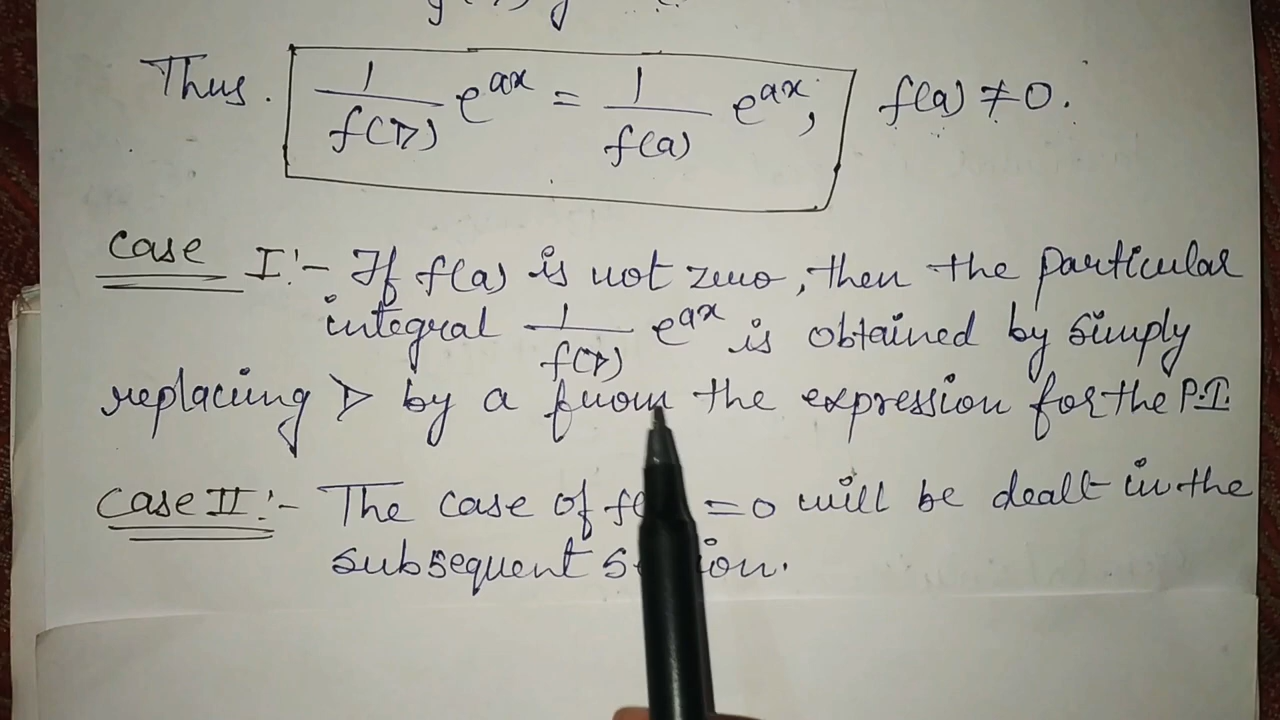 Thus. 1/f(D) e^ax = 1/f(a) e^ax; f(a) ≠ 0.
Case I:- If f(a) is not zero, then the particular
integral 1/f(D) e^ax is obtained by simply
replacing D by a from the expression for the P.I.
Case II:- The case of = 0 will be dealt in the
subsequent